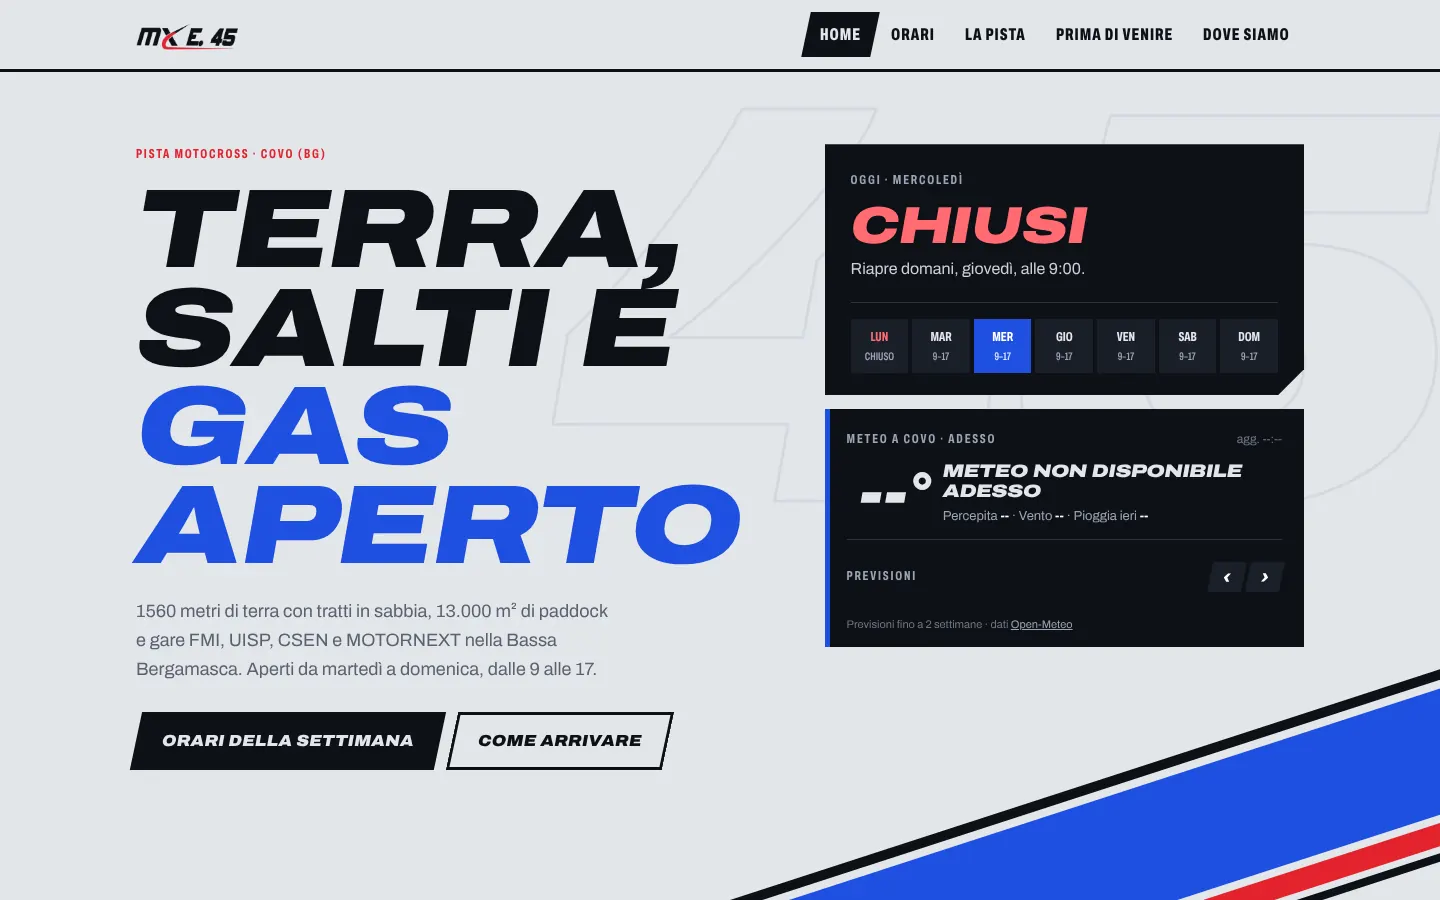 MX E. 45
HOME ORARI LA PISTA PRIMA DI VENIRE DOVE SIAMO
45
PISTA MOTOCROSS · COVO (BG)
TERRA,
SALTI E
GAS
APERTO
1560 metri di terra con tratti in sabbia, 13.000 m² di paddock
e gare FMI, UISP, CSEN e MOTORNEXT nella Bassa
Bergamasca. Aperti da martedì a domenica, dalle 9 alle 17.
ORARI DELLA SETTIMANA COME ARRIVARE
OGGI · MERCOLEDÌ
CHIUSI
Riapre domani, giovedì, alle 9:00.
LUN MAR MER GIO VEN SAB DOM
CHIUSO 9–17 9–17 9–17 9–17 9–17 9–17
METEO A COVO · ADESSO agg. --:--
--° METEO NON DISPONIBILE
ADESSO
Percepita -- · Vento -- · Pioggia ieri --
PREVISIONI ‹ ›
Previsioni fino a 2 settimane · dati Open-Meteo